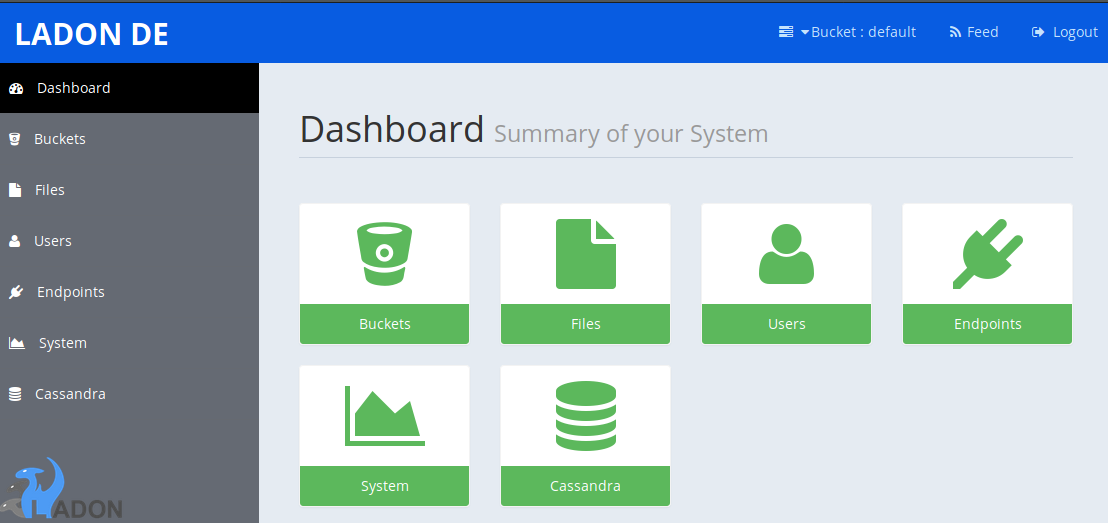 LADON DE
Bucket : default
Feed
Logout
Dashboard
Buckets
Files
Users
Endpoints
System
Cassandra
LADON
Dashboard Summary of your System
Buckets
Files
Users
Endpoints
System
Cassandra